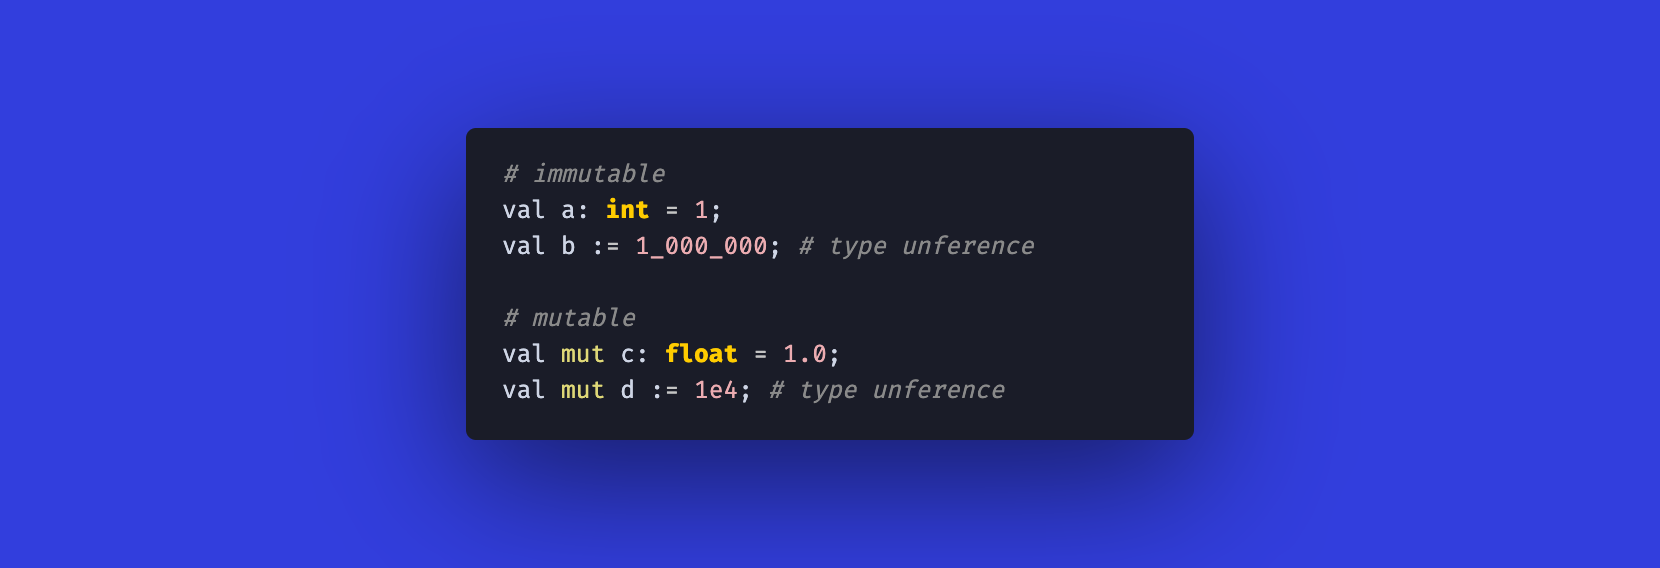 # immutable
val a: int = 1;
val b := 1_000_000; # type unference
# mutable
val mut c: float = 1.0;
val mut d := 1e4; # type unference